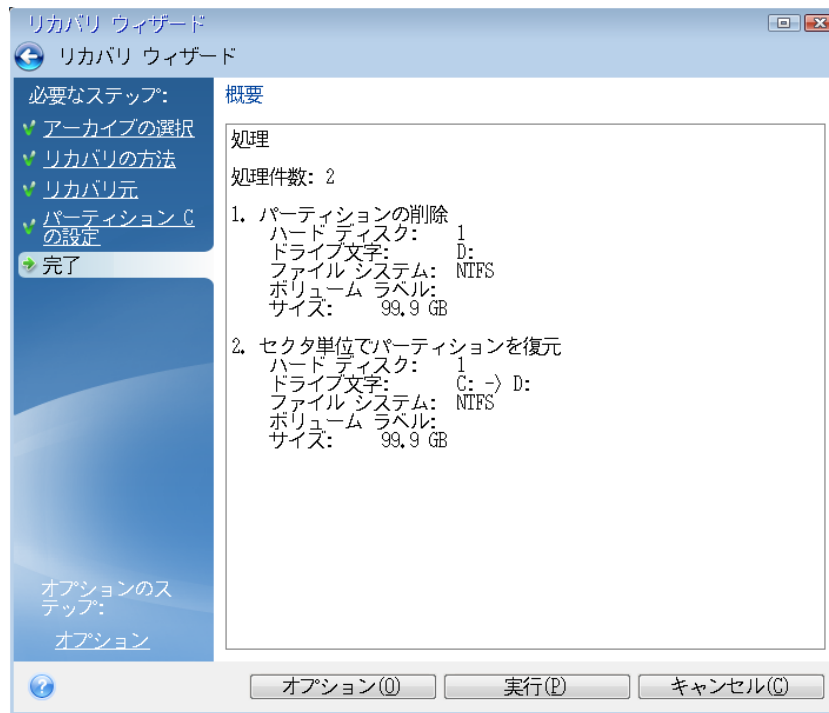 リカバリ ウィザード
リカバリ ウィザード
必要なステップ:
アーカイブの選択
リカバリの方法
リカバリ元
パーティション C
の設定
完了
オプションのス
テップ:
オプション
概要
処理
処理件数: 2
1. パーティションの削除
ハード ディスク: 1
ドライブ文字: D:
ファイル システム: NTFS
ボリューム ラベル:
サイズ: 99.9 GB
2. セクタ単位でパーティションを復元
ハード ディスク: 1
ドライブ文字: C: -> D:
ファイル システム: NTFS
ボリューム ラベル:
サイズ: 99.9 GB
オプション(O)
実行(P)
キャンセル(C)